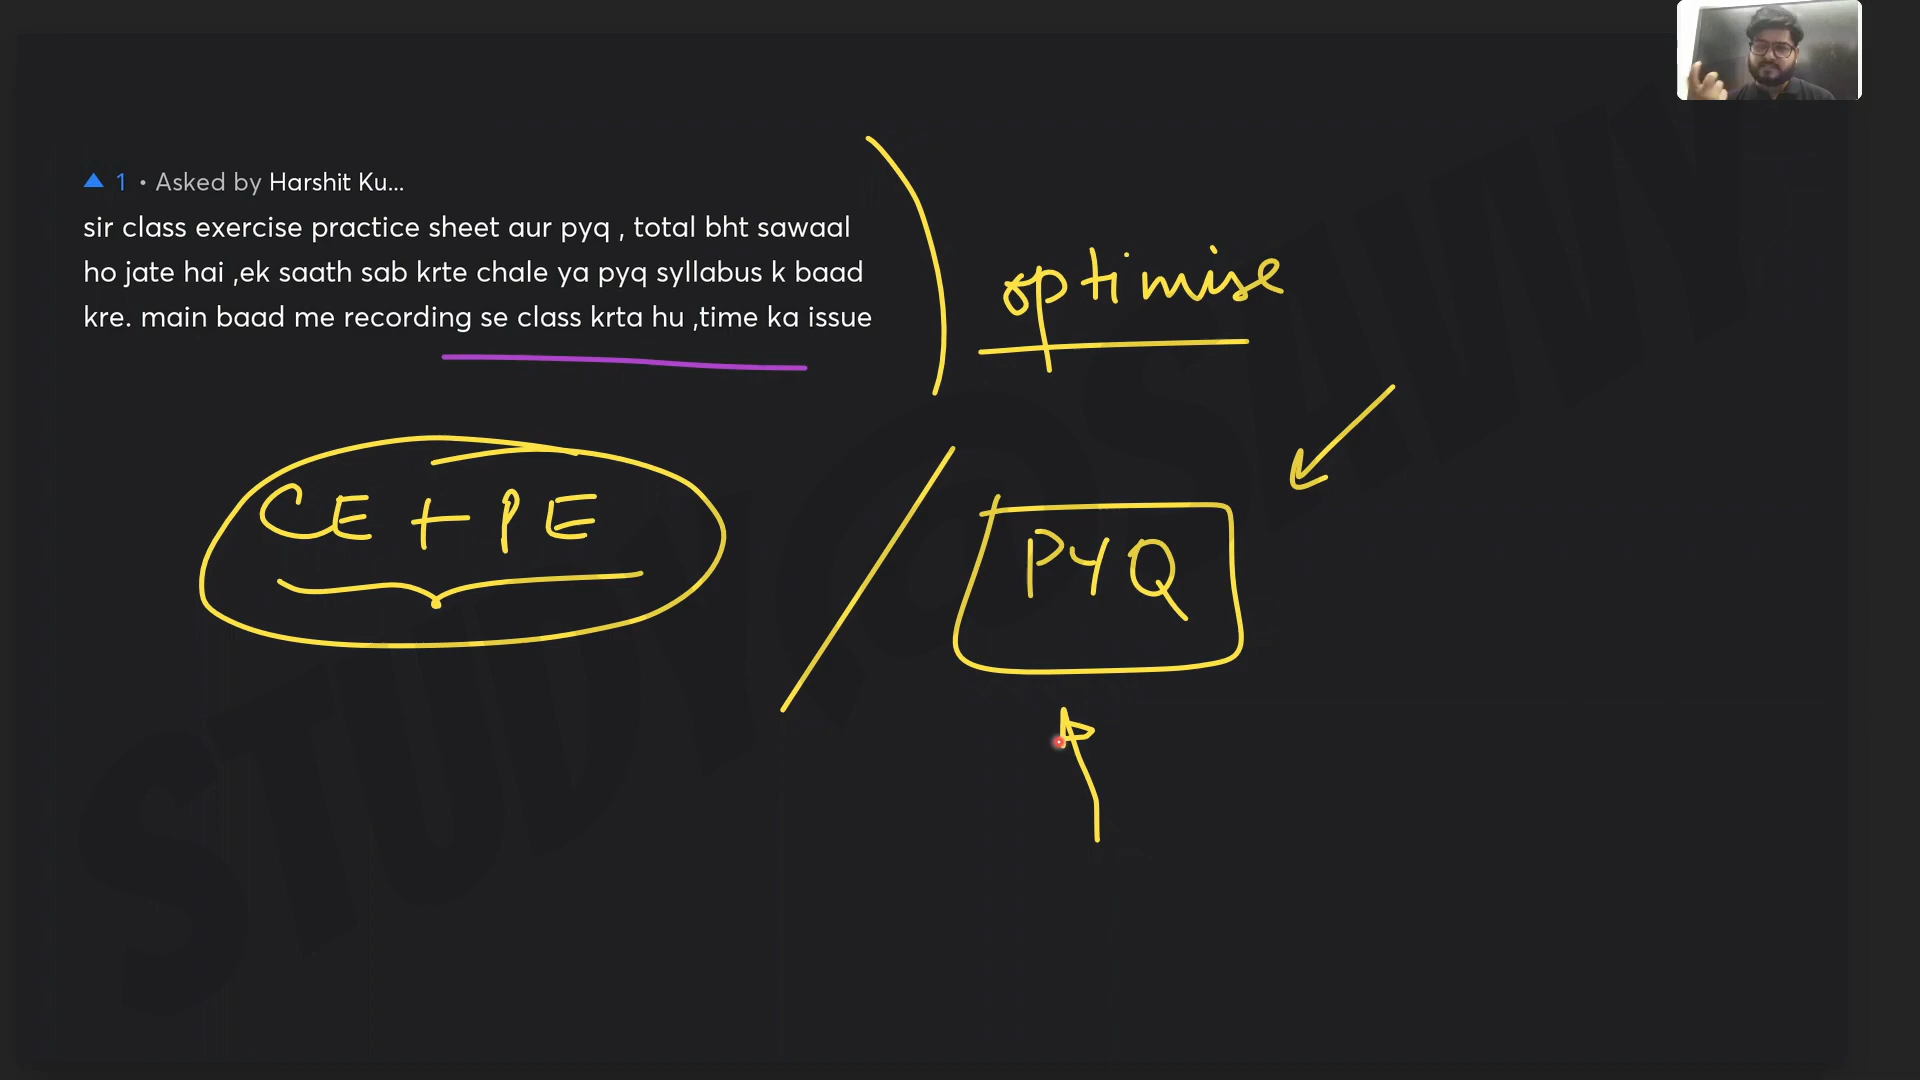 1 • Asked by Harshit Ku...
sir class exercise practice sheet aur pyq , total bht sawaal
ho jate hai ,ek saath sab krte chale ya pyq syllabus k baad
kre. main baad me recording se class krta hu ,time ka issue
optimise
CE + PE
PYQ